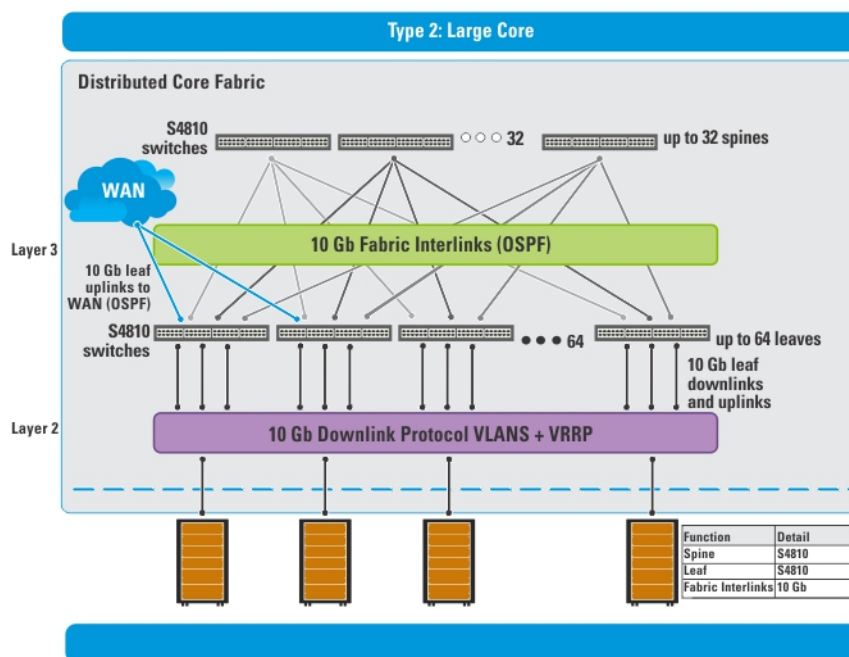 Type 2: Large Core
Distributed Core Fabric
S4810
switches
32
up to 32 spines
WAN
Layer 3
10 Gb Fabric Interlinks (OSPF)
10 Gb leaf
uplinks to
WAN (OSPF)
S4810
switches
64
up to 64 leaves
10 Gb leaf
downlinks
and uplinks
Layer 2
10 Gb Downlink Protocol VLANS + VRRP
Function Detail
Spine S4810
Leaf S4810
Fabric Interlinks 10 Gb